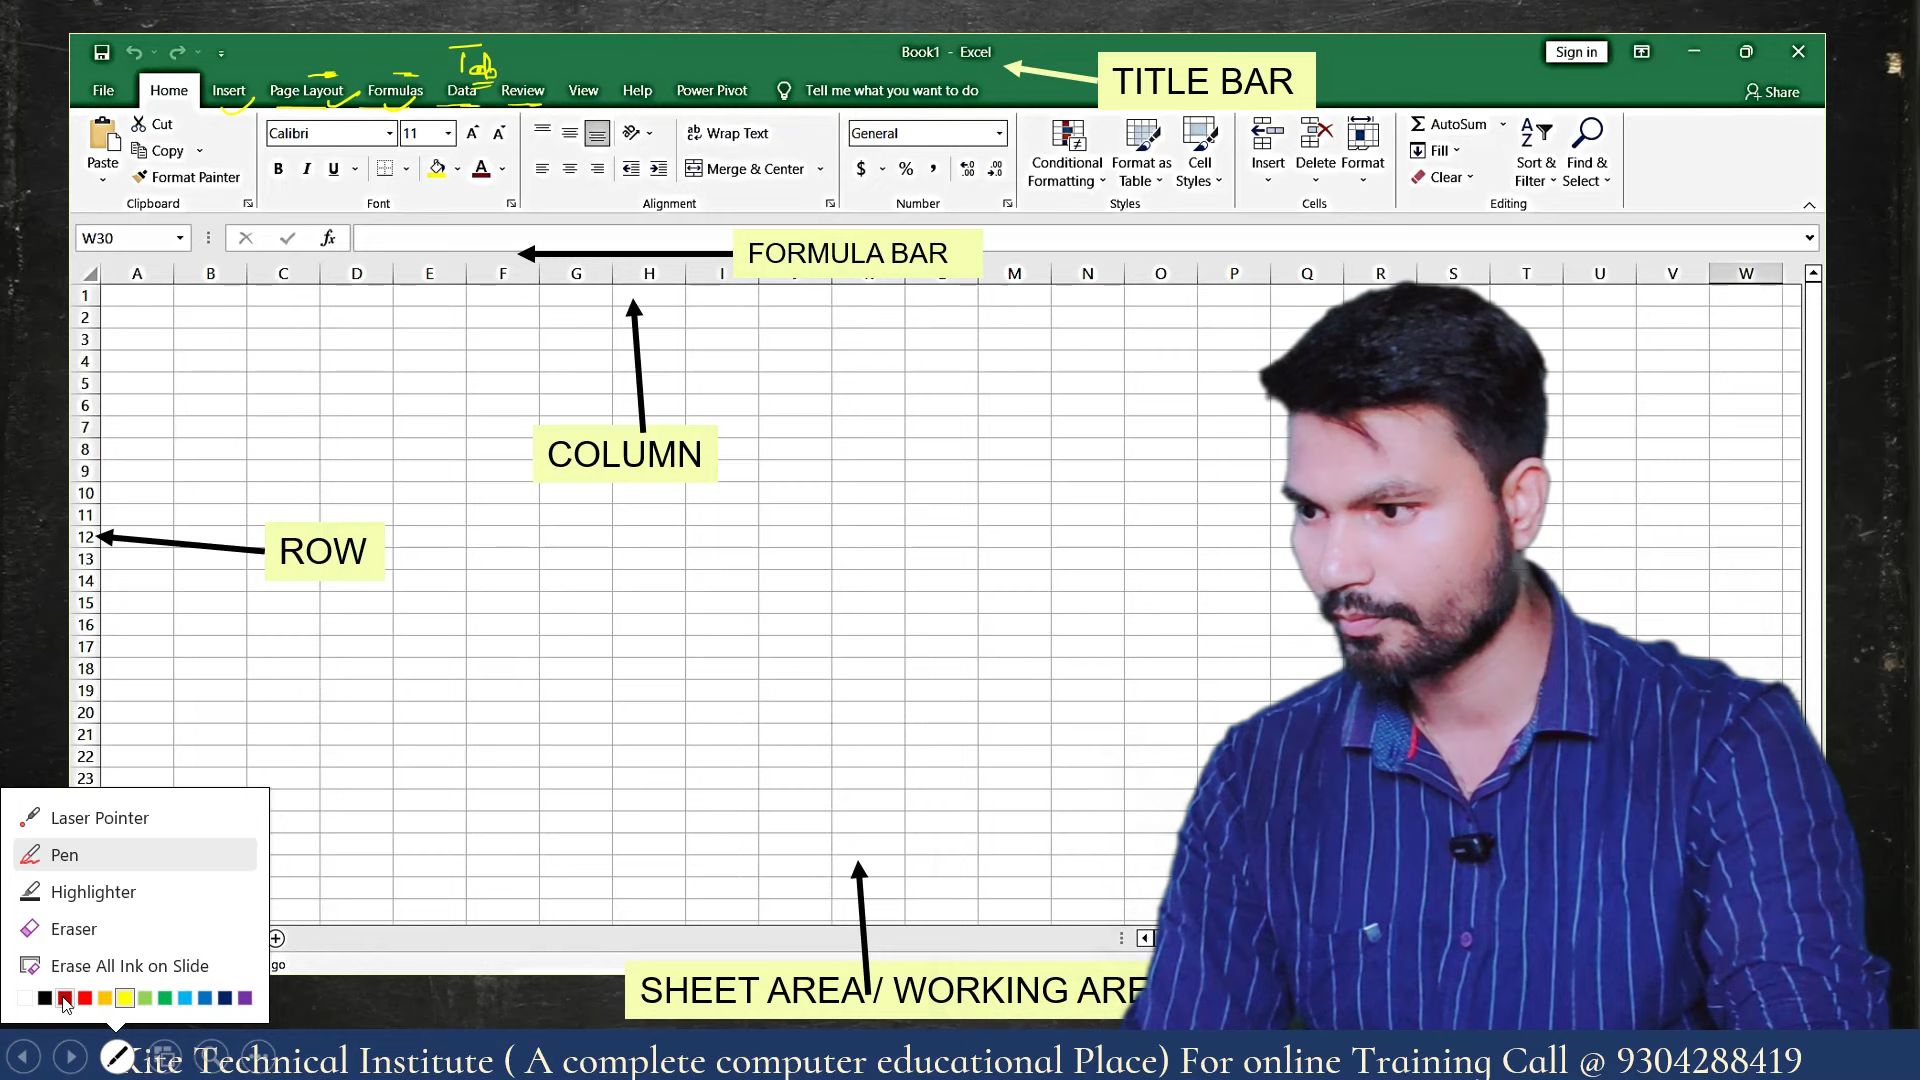 Book1 - Excel
Sign in
Tab
TITLE BAR
File Home Insert Page Layout Formulas Data Review View Help Power Pivot Tell me what you want to do
Share
Paste
Cut
Copy
Format Painter
Clipboard
Calibri 11
B I U A
Font
Wrap Text
Merge & Center
Alignment
General
$ % ,
Number
Conditional Formatting
Format as Table
Cell Styles
Styles
Insert
Delete
Format
Cells
AutoSum
Fill
Clear
Sort & Filter
Find & Select
Editing
W30
fx
FORMULA BAR
A B C D E F G H I M N O P Q R S T U V W
1
2
3
4
5
6
7
8
9
10
11
12
13
14
15
16
17
18
19
20
21
22
23
COLUMN
ROW
Laser Pointer
Pen
Highlighter
Eraser
Erase All Ink on Slide
go
SHEET AREA / WORKING ARE
Kite Technical Institute ( A complete computer educational Place) For online Training Call @ 9304288419